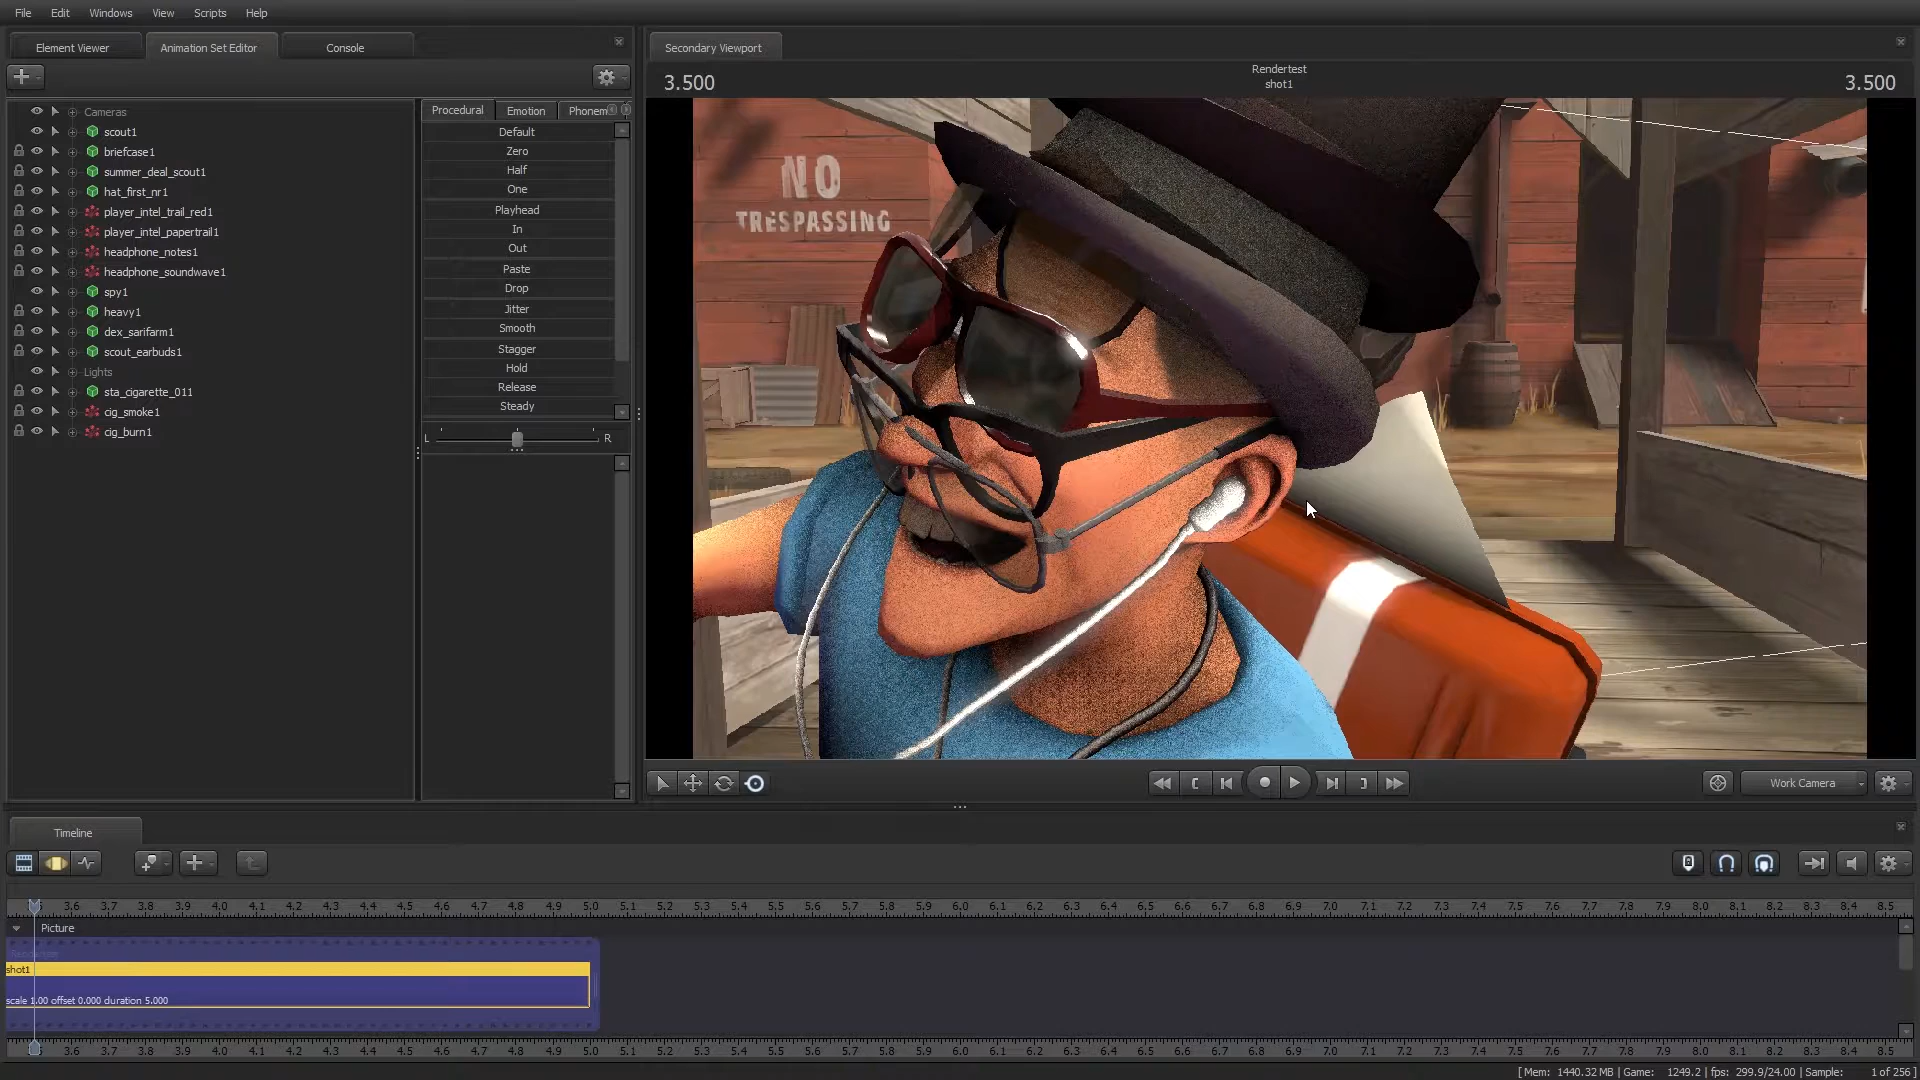 File Edit Windows View Scripts Help
Element Viewer Animation Set Editor Console
Secondary Viewport
3.500
Rendertest
shot1
3.500
Cameras
scout1
briefcase1
summer_deal_scout1
hat_first_nr1
player_intel_trail_red1
player_intel_papertrail1
headphone_notes1
headphone_soundwave1
spy1
heavy1
dex_sarifarm1
scout_earbuds1
Lights
sta_cigarette_011
cig_smoke1
cig_burn1
Procedural Emotion Phonem
Default
Zero
Half
One
Playhead
In
Out
Paste
Drop
Jitter
Smooth
Stagger
Hold
Release
Steady
L R
NO
TRESPASSING
Work Camera
Timeline
3.6 3.7 3.8 3.9 4.0 4.1 4.2 4.3 4.4 4.5 4.6 4.7 4.8 4.9 5.0 5.1 5.2 5.3 5.4 5.5 5.6 5.7 5.8 5.9 6.0 6.1 6.2 6.3 6.4 6.5 6.6 6.7 6.8 6.9 7.0 7.1 7.2 7.3 7.4 7.5 7.6 7.7 7.8 7.9 8.0 8.1 8.2 8.3 8.4 8.5
Picture
shot1
scale 1.00 offset 0.000 duration 5.000
3.6 3.7 3.8 3.9 4.0 4.1 4.2 4.3 4.4 4.5 4.6 4.7 4.8 4.9 5.0 5.1 5.2 5.3 5.4 5.5 5.6 5.7 5.8 5.9 6.0 6.1 6.2 6.3 6.4 6.5 6.6 6.7 6.8 6.9 7.0 7.1 7.2 7.3 7.4 7.5 7.6 7.7 7.8 7.9 8.0 8.1 8.2 8.3 8.4 8.5
[ Mem: 1440.32 MB | Game: 1249.2 | fps: 299.9/24.00 | Sample: 1 of 256 ]